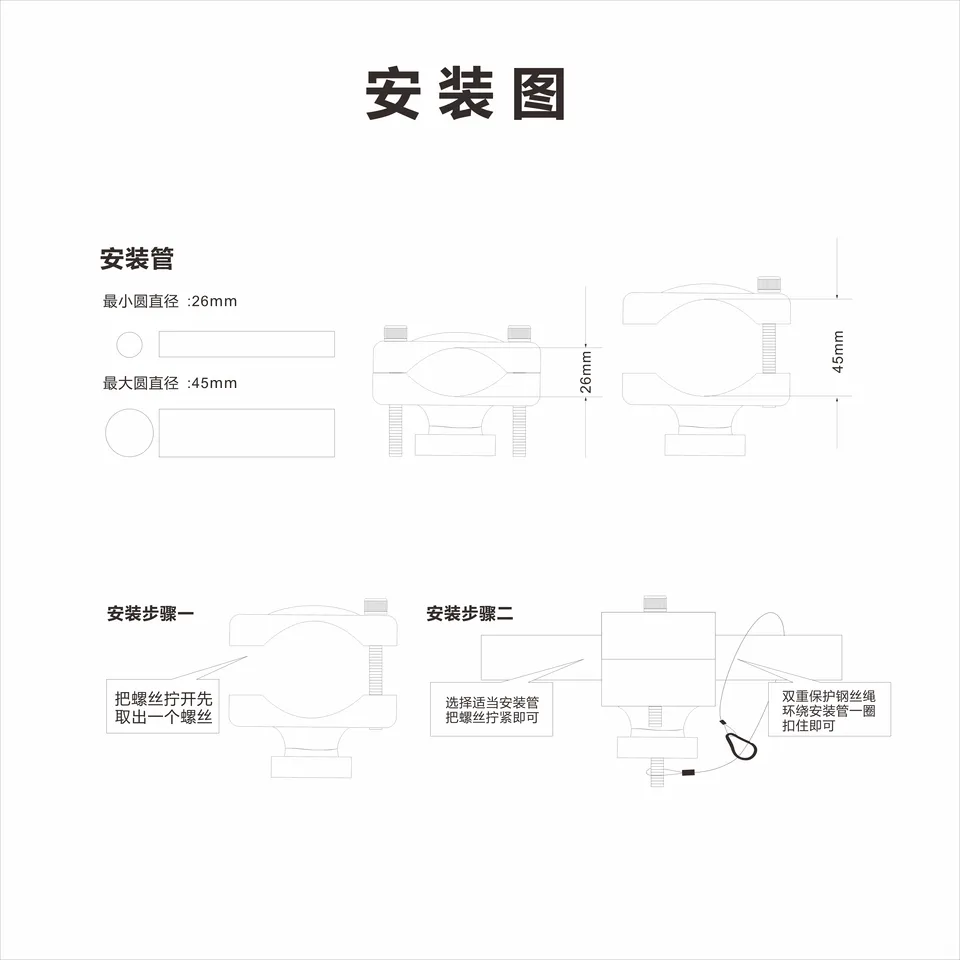 安装图
安装管
最小圆直径 :26mm
最大圆直径 :45mm
26mm
45mm
安装步骤一
把螺丝拧开先
取出一个螺丝
安装步骤二
选择适当安装管
把螺丝拧紧即可
双重保护钢丝绳
环绕安装管一圈
扣住即可